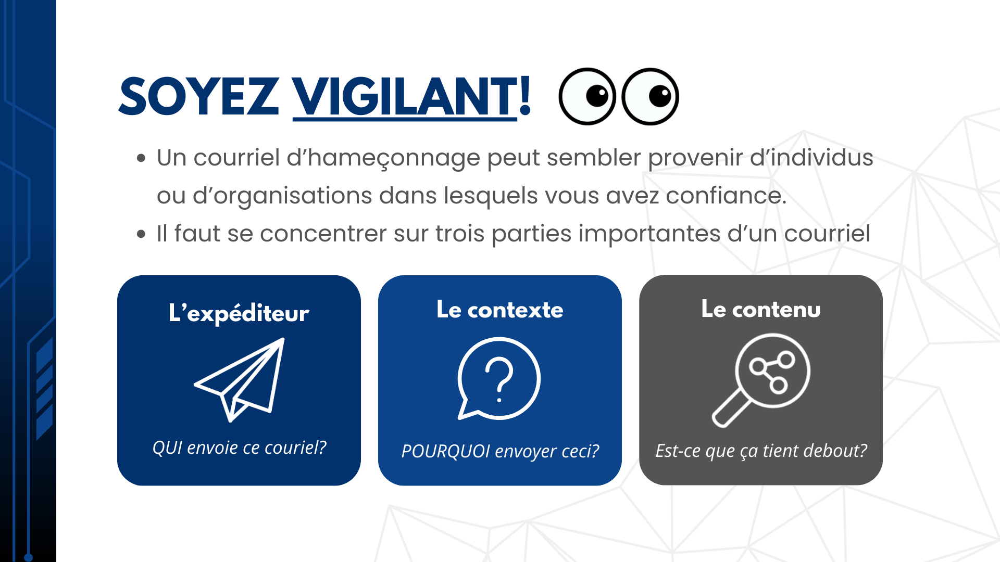 SOYEZ VIGILANT!
• Un courriel d’hameçonnage peut sembler provenir d’individus
ou d’organisations dans lesquels vous avez confiance.
• Il faut se concentrer sur trois parties importantes d’un courriel
L’expéditeur
QUI envoie ce couriel?
Le contexte
?
POURQUOI envoyer ceci?
Le contenu
Est-ce que ça tient debout?